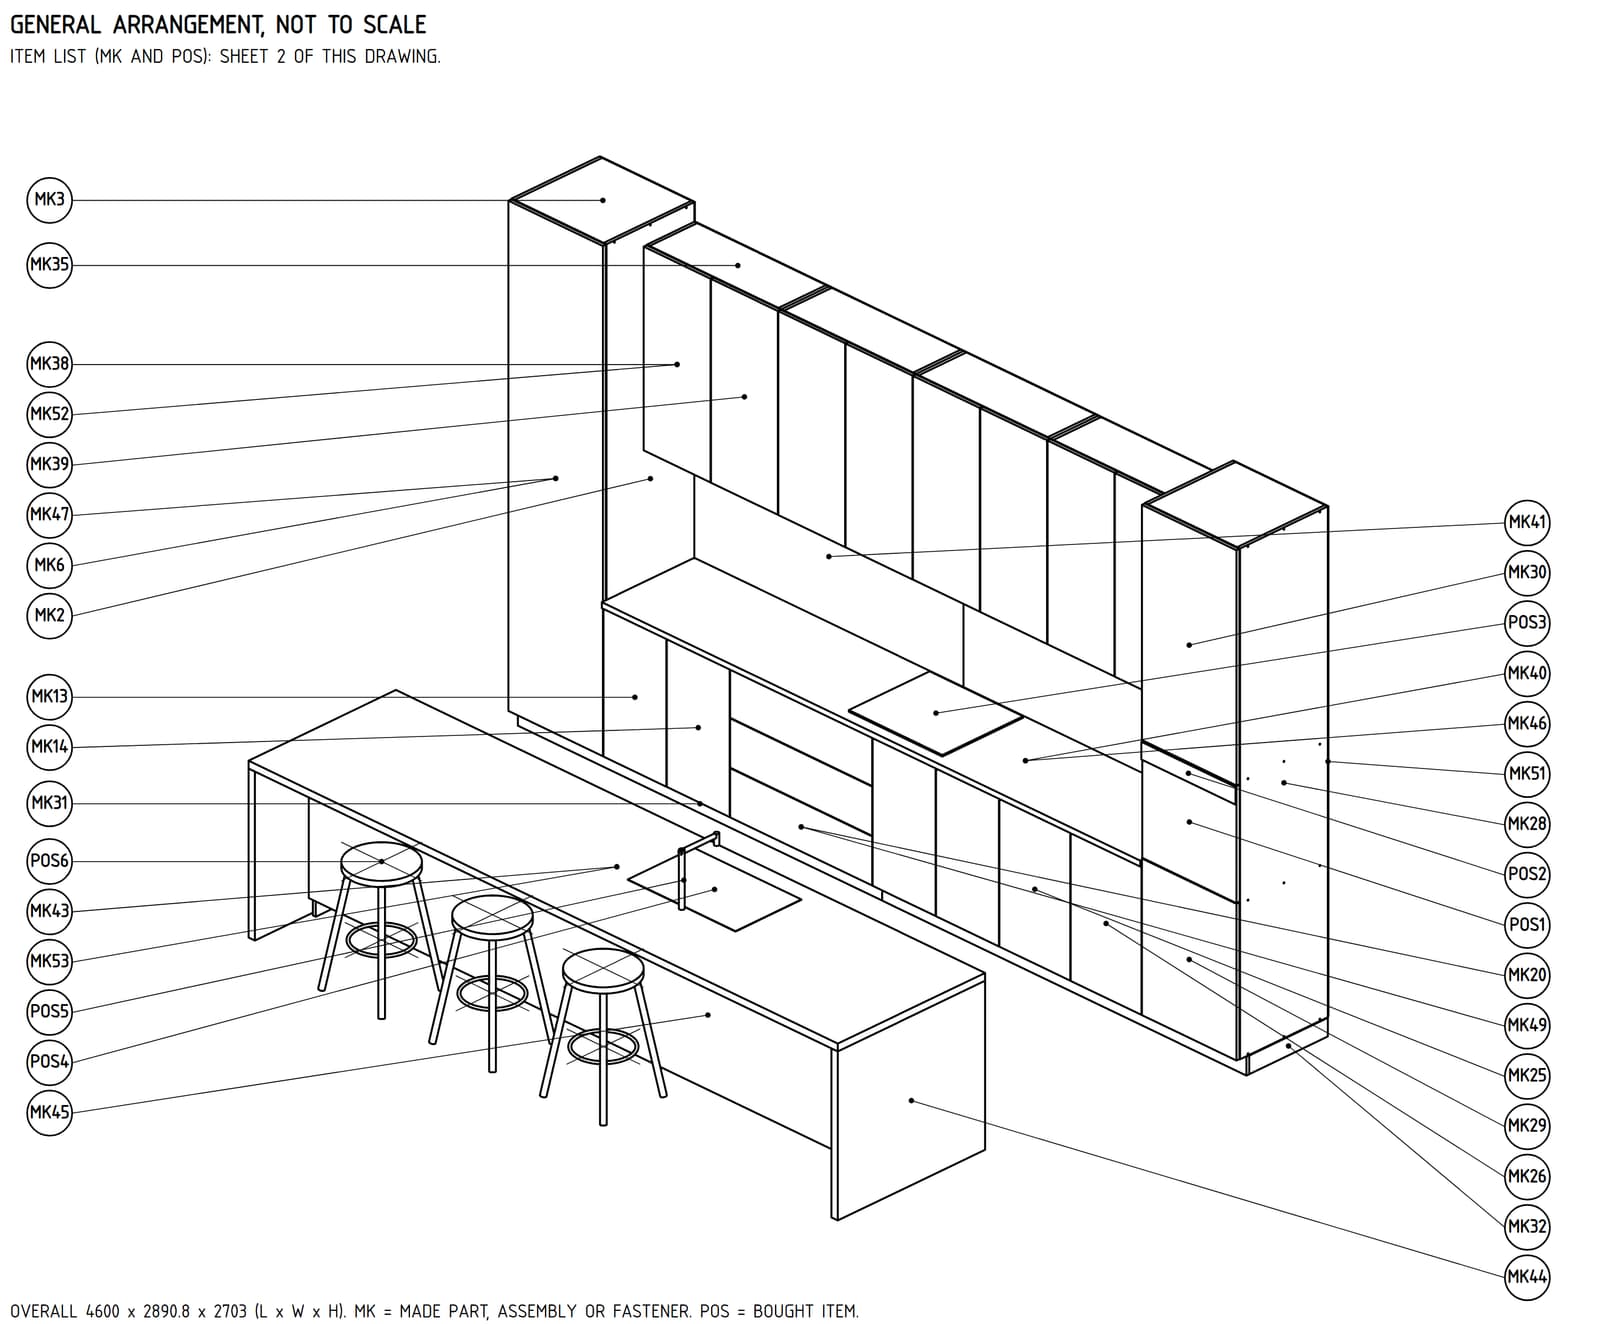 GENERAL ARRANGEMENT, NOT TO SCALE
ITEM LIST (MK AND POS): SHEET 2 OF THIS DRAWING.
MK3
MK35
MK38
MK52
MK39
MK47
MK6
MK2
MK13
MK14
MK31
POS6
MK43
MK53
POS5
POS4
MK45
MK41
MK30
POS3
MK40
MK46
MK51
MK28
POS2
POS1
MK20
MK49
MK25
MK29
MK26
MK32
MK44
OVERALL 4600 x 2890.8 x 2703 (L x W x H). MK = MADE PART, ASSEMBLY OR FASTENER. POS = BOUGHT ITEM.